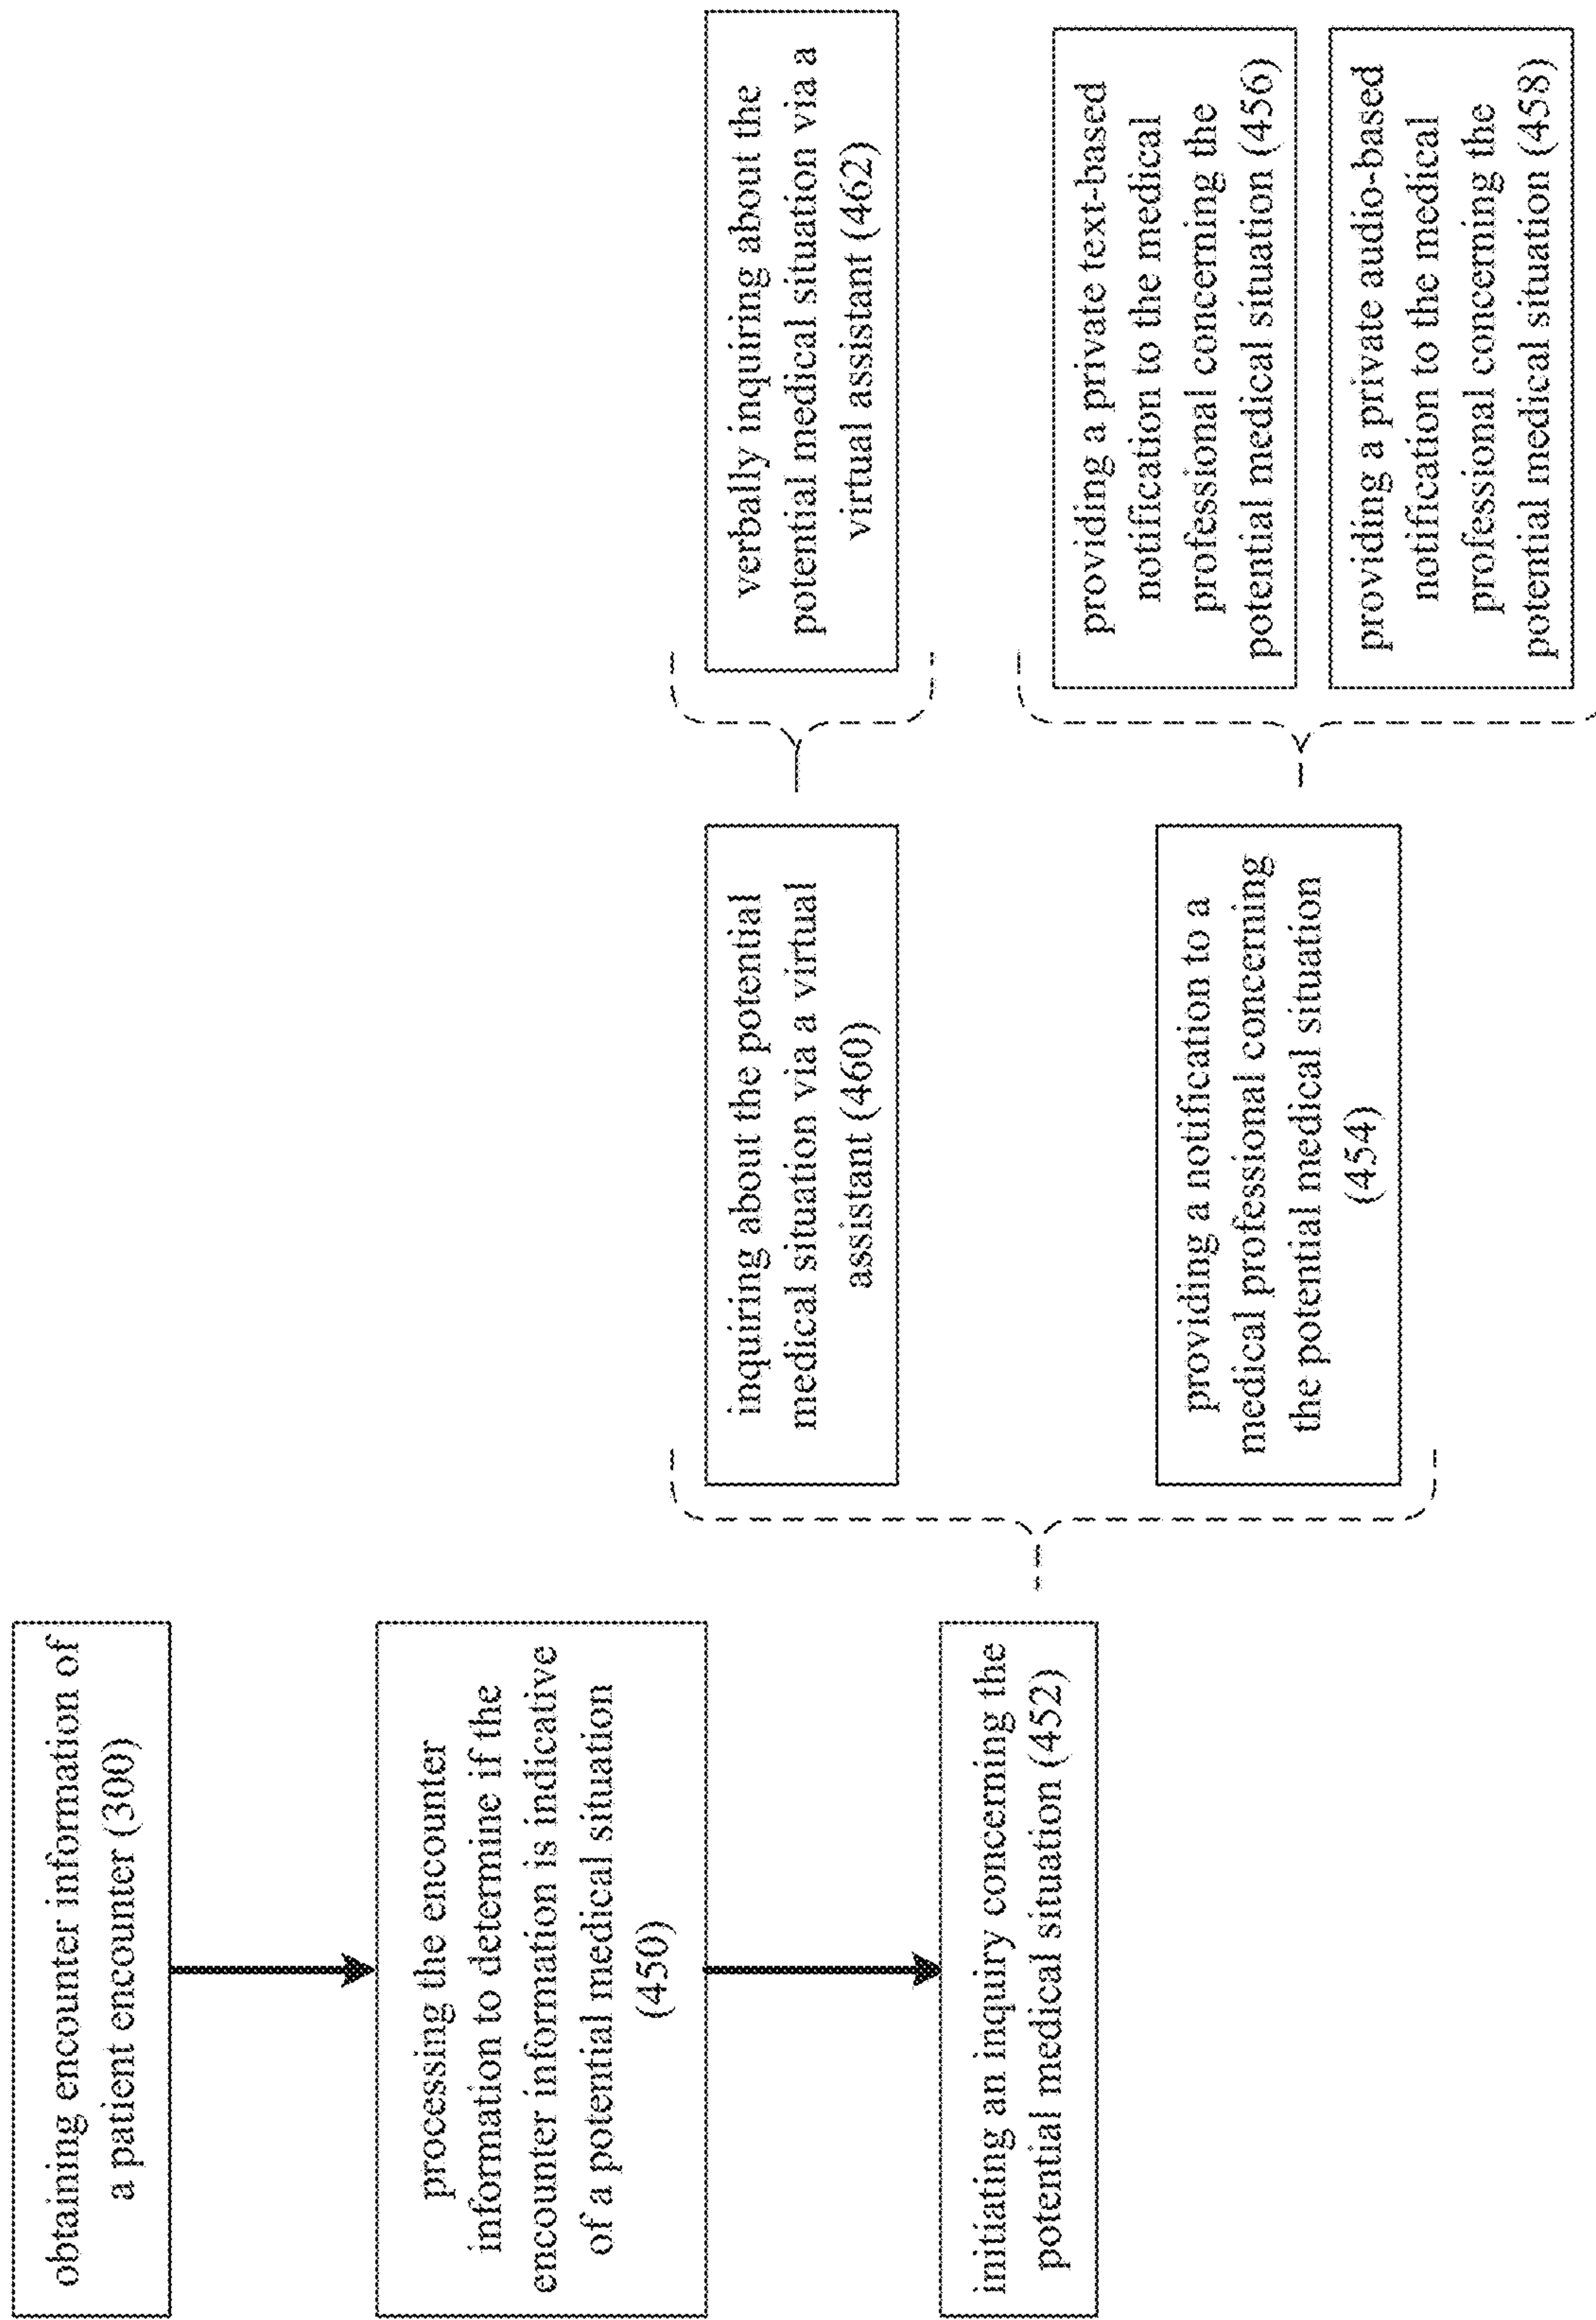 obtaining encounter information of
a patient encounter (300)
processing the encounter
information to determine if the
encounter information is indicative
of a potential medical situation
(450)
initiating an inquiry concerning the
potential medical situation (452)
inquiring about the potential
medical situation via a virtual
assistant (460)
verbally inquiring about the
potential medical situation via a
virtual assistant (462)
providing a notification to a
medical professional concerning
the potential medical situation
(454)
providing a private text-based
notification to the medical
professional concerning the
potential medical situation (456)
providing a private audio-based
notification to the medical
professional concerning the
potential medical situation (458)